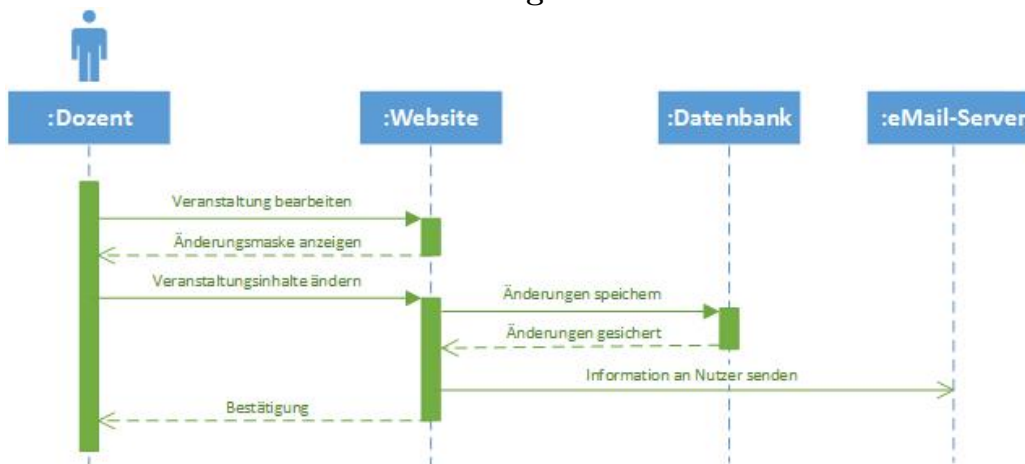 :Dozent
:Website
:Datenbank
:eMail-Server
Veranstaltung bearbeiten
Änderungsmaske anzeigen
Veranstaltungsinhalte ändern
Änderungen speichern
Änderungen gesichert
Information an Nutzer senden
Bestätigung